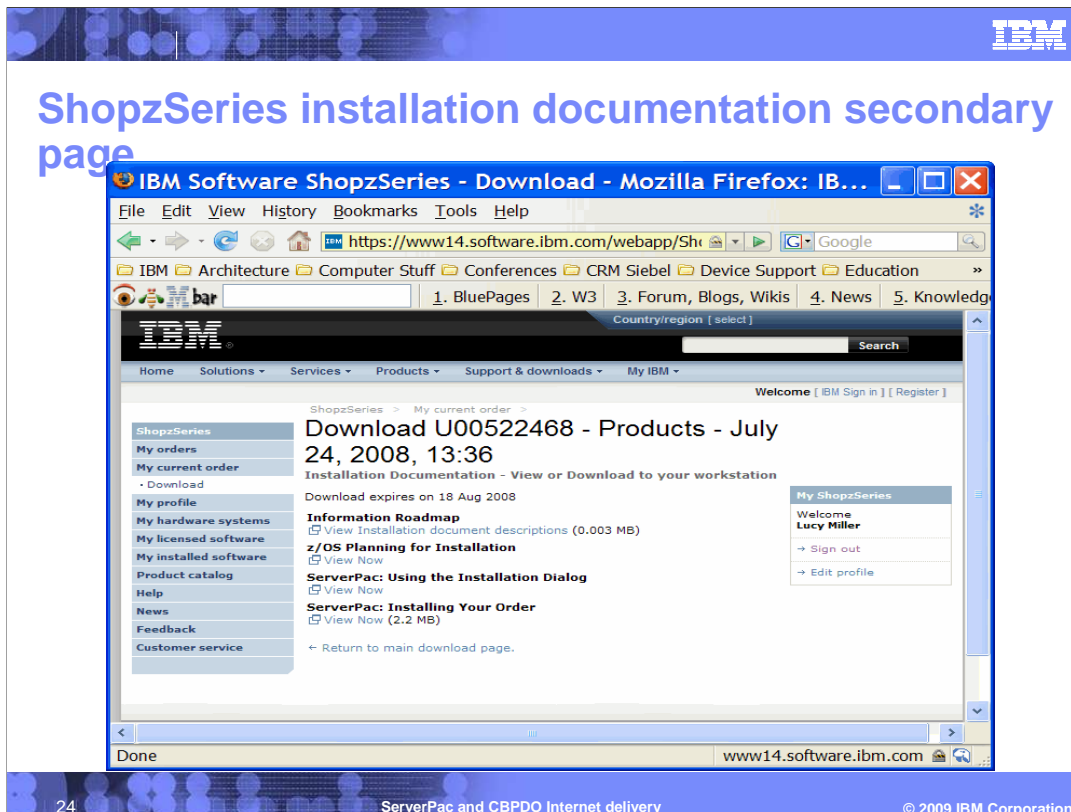 IBM
ShopzSeries installation documentation secondary
page
IBM Software ShopzSeries - Download - Mozilla Firefox: IB...
File Edit View History Bookmarks Tools Help
https://www14.software.ibm.com/webapp/Sh
G Google
IBM Architecture Computer Stuff Conferences CRM Siebel Device Support Education »
bar 1. BluePages 2. W3 3. Forum, Blogs, Wikis 4. News 5. Knowledg
Country/region [ select ]
IBM ®
Search
Home Solutions Services Products Support & downloads My IBM
Welcome [ IBM Sign in ] [ Register ]
ShopzSeries > My current order >
ShopzSeries
My orders
My current order
• Download
My profile
My hardware systems
My licensed software
My installed software
Product catalog
Help
News
Feedback
Customer service
Download U00522468 - Products - July
24, 2008, 13:36
Installation Documentation - View or Download to your workstation
Download expires on 18 Aug 2008
Information Roadmap
View Installation document descriptions (0.003 MB)
z/OS Planning for Installation
View Now
ServerPac: Using the Installation Dialog
View Now
ServerPac: Installing Your Order
View Now (2.2 MB)
← Return to main download page.
My ShopzSeries
Welcome
Lucy Miller
→ Sign out
→ Edit profile
Done
www14.software.ibm.com
24
ServerPac and CBPDO Internet delivery
© 2009 IBM Corporation